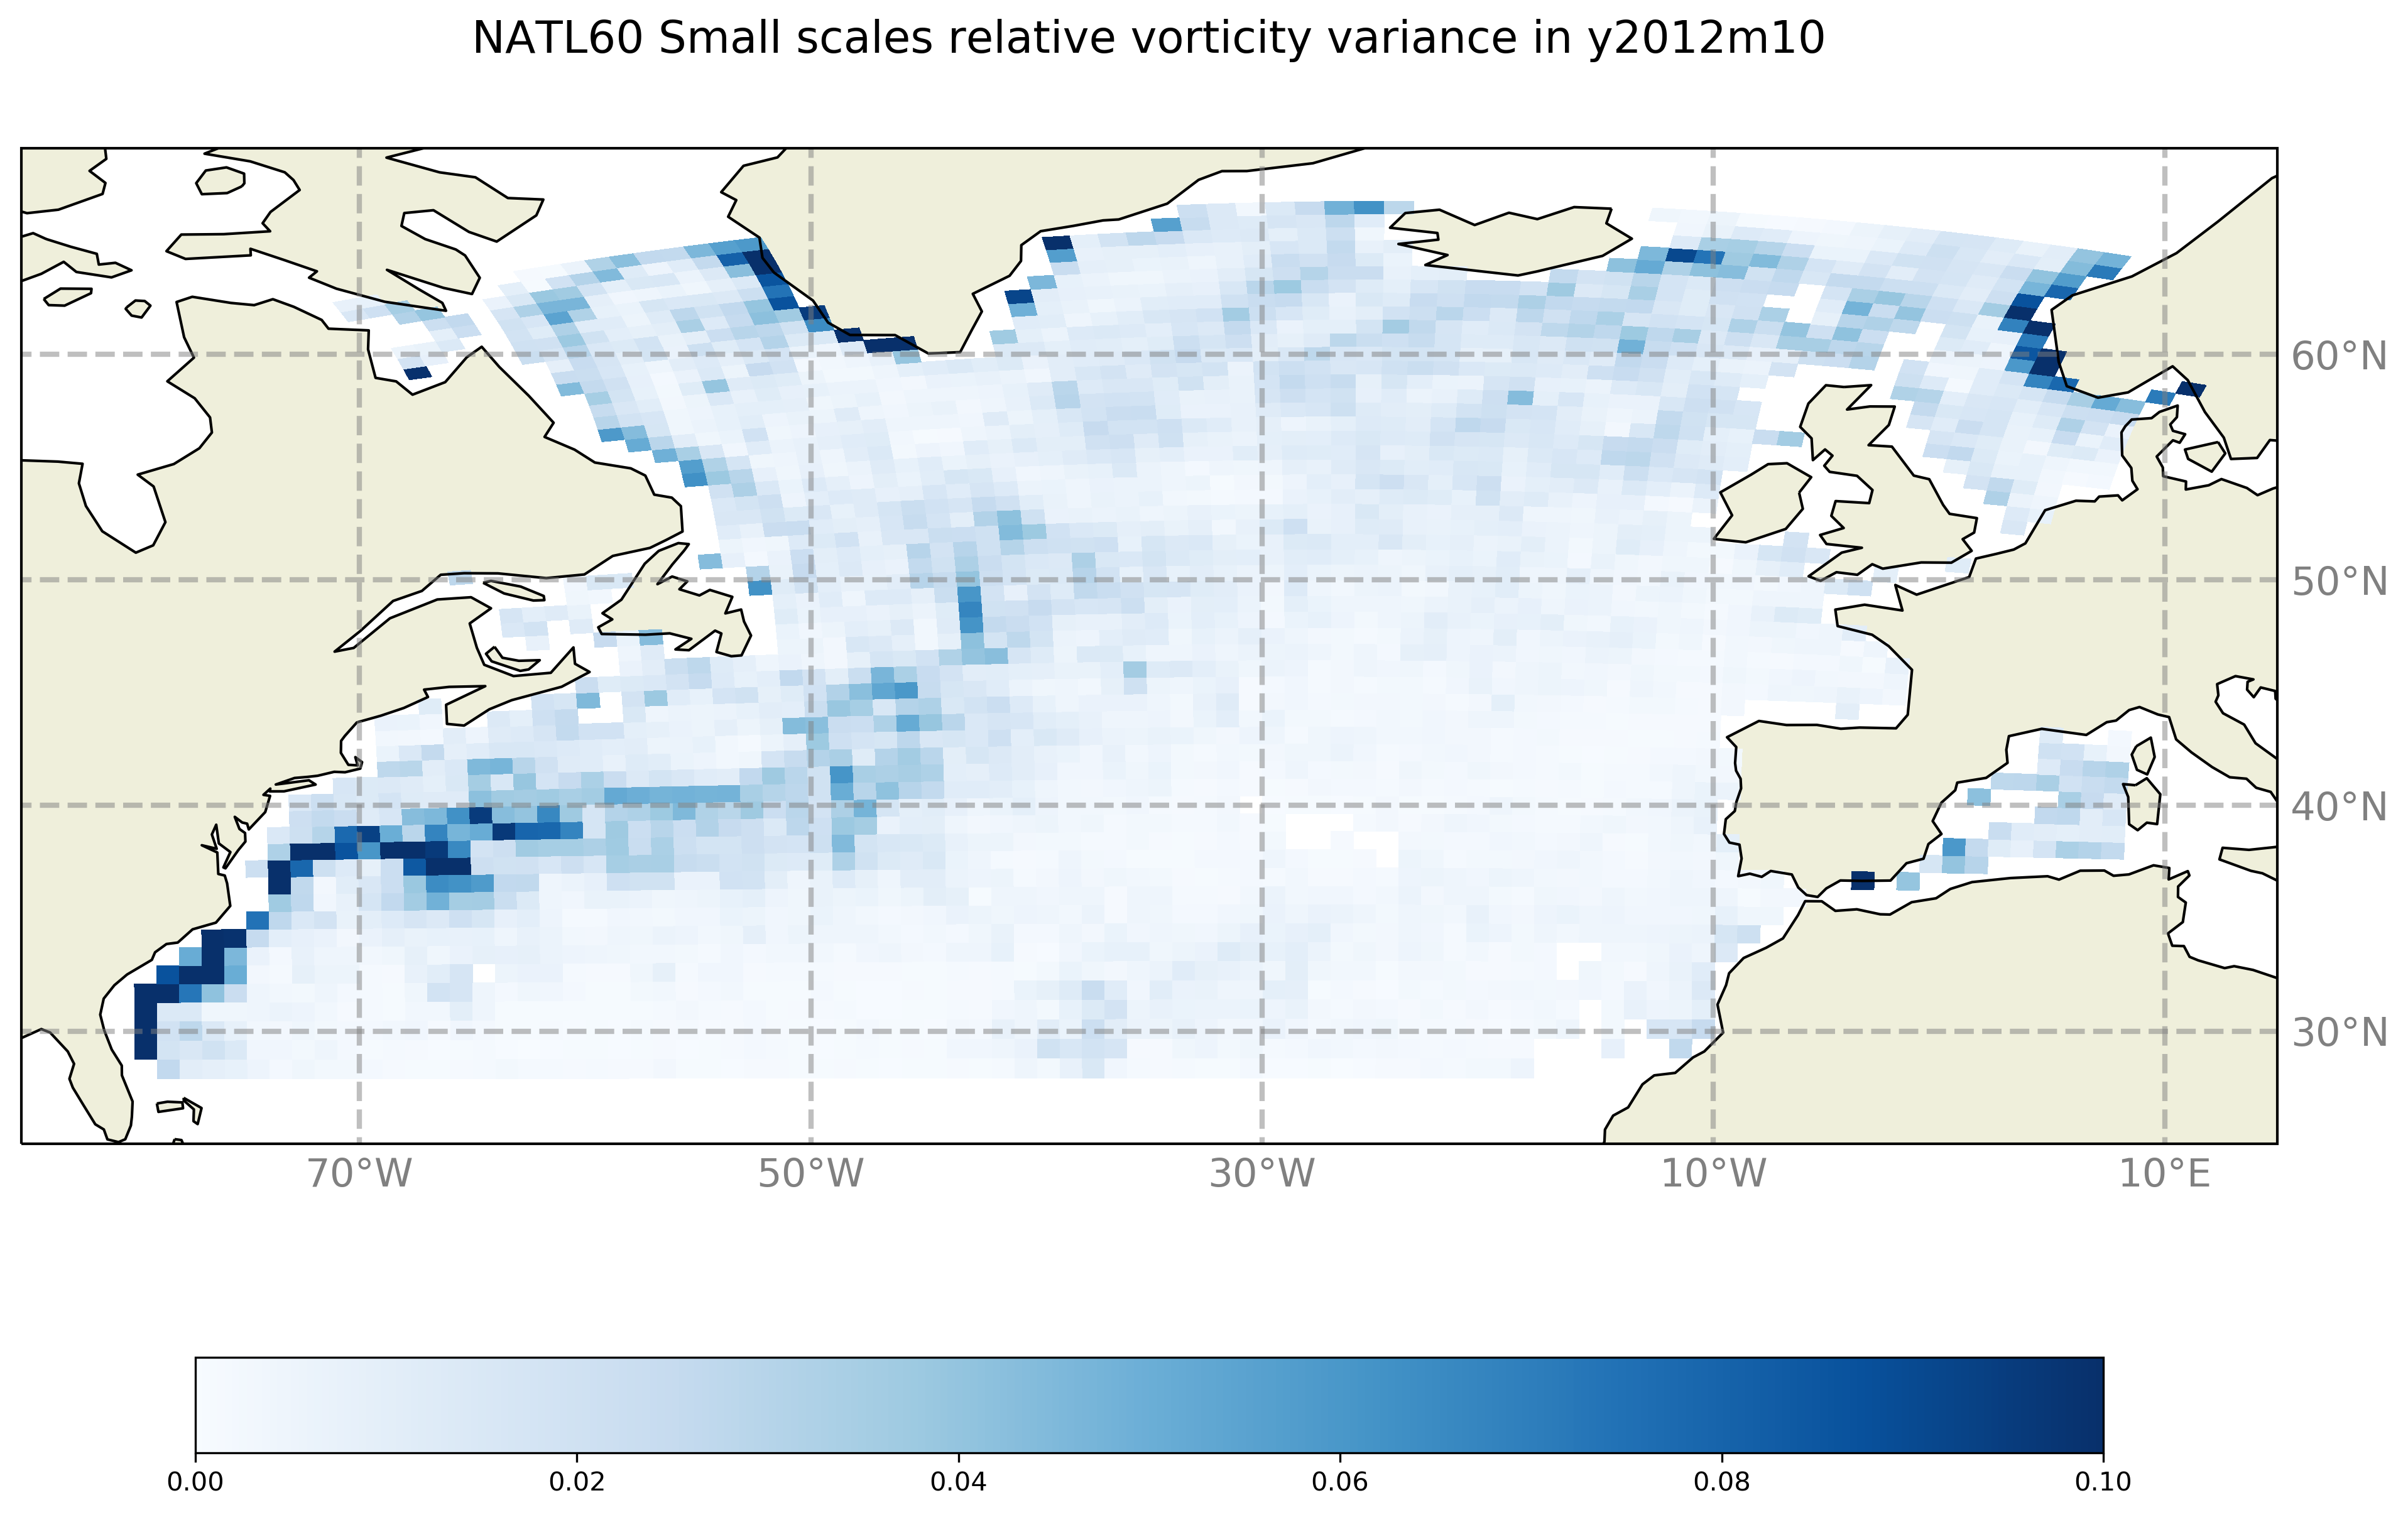 NATL60 Small scales relative vorticity variance in y2012m10
60°N
50°N
40°N
30°N
70°W 50°W 30°W 10°W 10°E
0.00 0.02 0.04 0.06 0.08 0.10